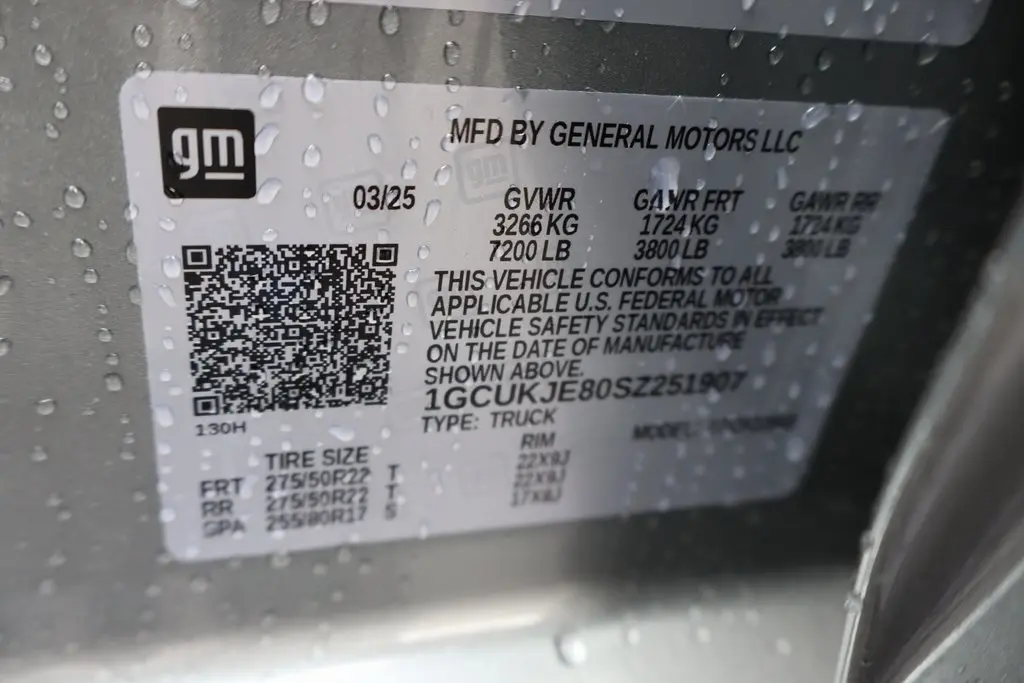 gm
MFD BY GENERAL MOTORS LLC
03/25 GVWR GAWR FRT GAWR RR
3266 KG 1724 KG 1724 KG
7200 LB 3800 LB 3800 LB
THIS VEHICLE CONFORMS TO ALL
APPLICABLE U.S. FEDERAL MOTOR
VEHICLE SAFETY STANDARDS IN EFFECT
ON THE DATE OF MANUFACTURE
SHOWN ABOVE.
1GCUKJE80SZ251907
TYPE: TRUCK MODEL:
130H
TIRE SIZE RIM
FRT 275/50R22 T 22X9J
RR 275/50R22 T 22X9J
SPA 255/80R17 S 17X8J